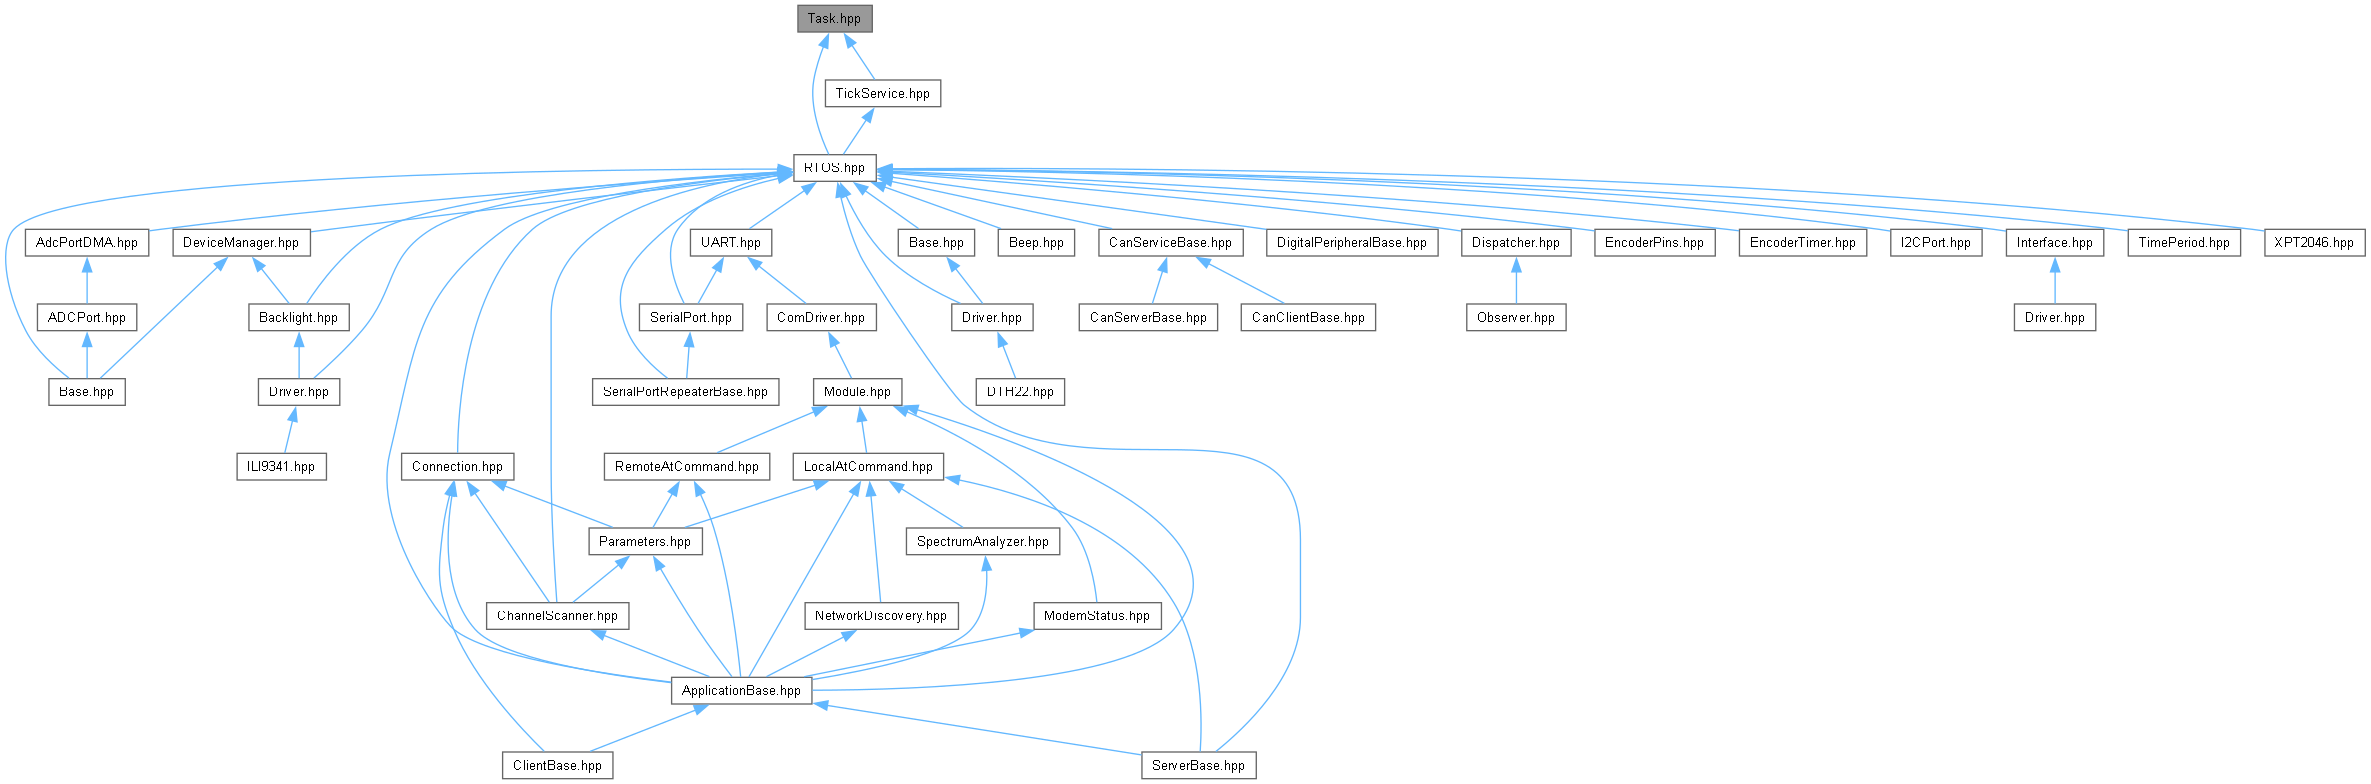 Task.hpp
TickService.hpp
RTOS.hpp
AdcPortDMA.hpp
DeviceManager.hpp
UART.hpp
Base.hpp
Beep.hpp
CanServiceBase.hpp
DigitalPeripheralBase.hpp
Dispatcher.hpp
EncoderPins.hpp
EncoderTimer.hpp
I2CPort.hpp
Interface.hpp
TimePeriod.hpp
XPT2046.hpp
ADCPort.hpp
Backlight.hpp
SerialPort.hpp
ComDriver.hpp
Driver.hpp
CanServerBase.hpp
CanClientBase.hpp
Observer.hpp
Driver.hpp
Base.hpp
Driver.hpp
SerialPortRepeaterBase.hpp
Module.hpp
DTH22.hpp
ILI9341.hpp
Connection.hpp
RemoteAtCommand.hpp
LocalAtCommand.hpp
Parameters.hpp
SpectrumAnalyzer.hpp
ChannelScanner.hpp
NetworkDiscovery.hpp
ModemStatus.hpp
ApplicationBase.hpp
ClientBase.hpp
ServerBase.hpp